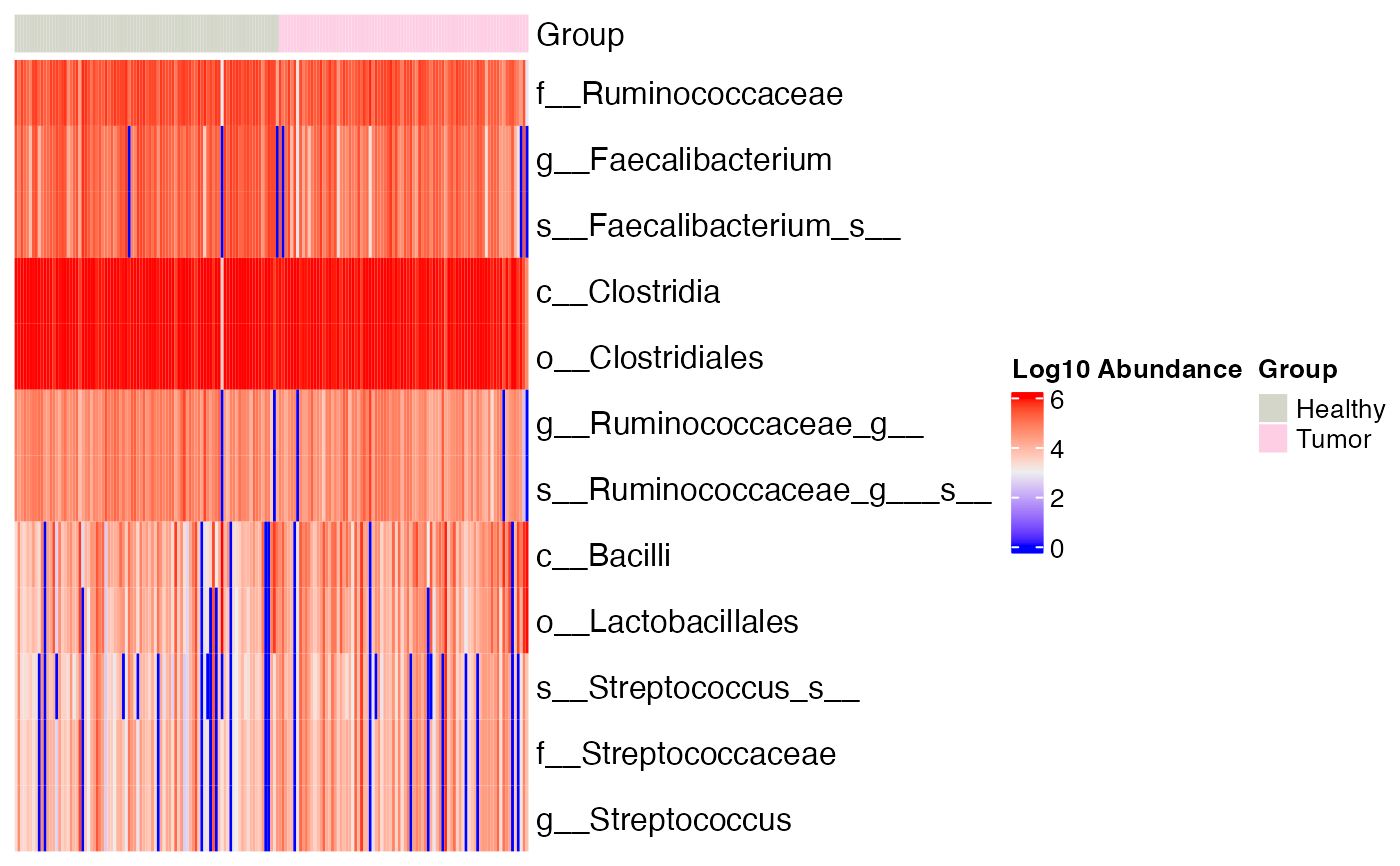 Group
f__Ruminococcaceae
g__Faecalibacterium
s__Faecalibacterium_s__
c__Clostridia
o__Clostridiales
g__Ruminococcaceae_g__
s__Ruminococcaceae_g___s__
c__Bacilli
o__Lactobacillales
s__Streptococcus_s__
f__Streptococcaceae
g__Streptococcus
Log10 Abundance
6
4
2
0
Group
Healthy
Tumor